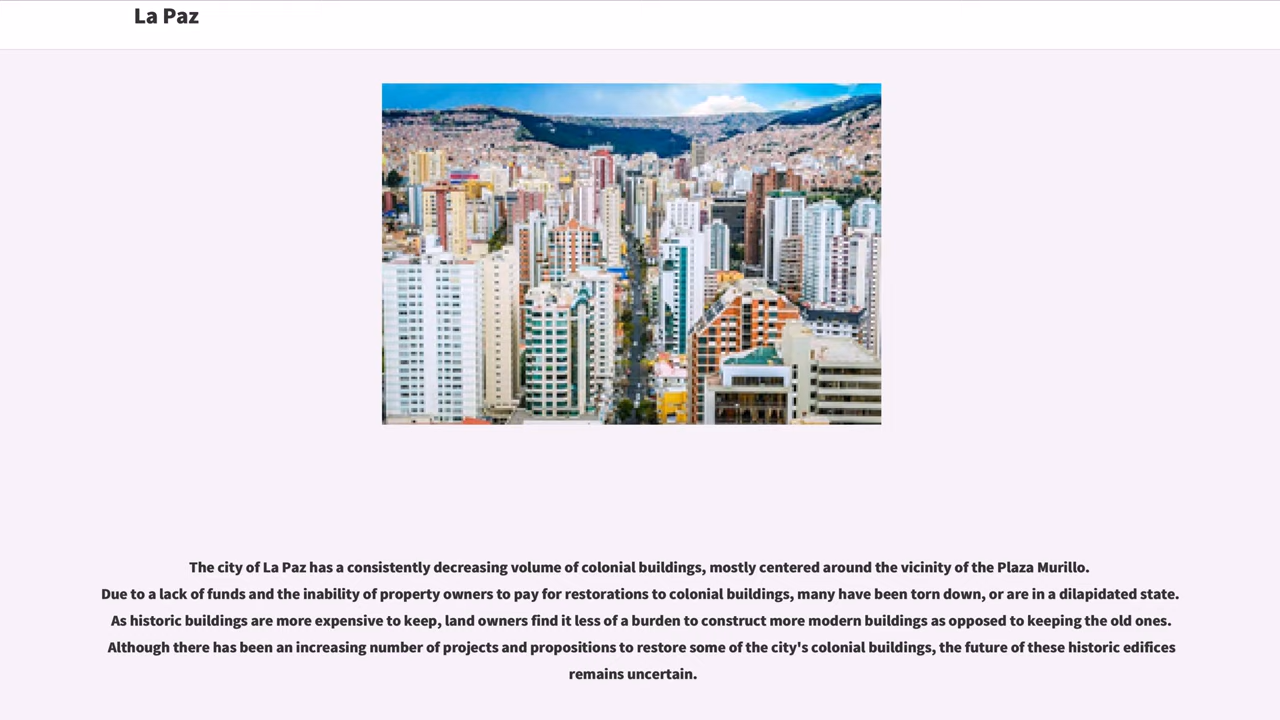 La Paz
The city of La Paz has a consistently decreasing volume of colonial buildings, mostly centered around the vicinity of the Plaza Murillo.
Due to a lack of funds and the inability of property owners to pay for restorations to colonial buildings, many have been torn down, or are in a dilapidated state.
As historic buildings are more expensive to keep, land owners find it less of a burden to construct more modern buildings as opposed to keeping the old ones.
Although there has been an increasing number of projects and propositions to restore some of the city's colonial buildings, the future of these historic edifices
remains uncertain.